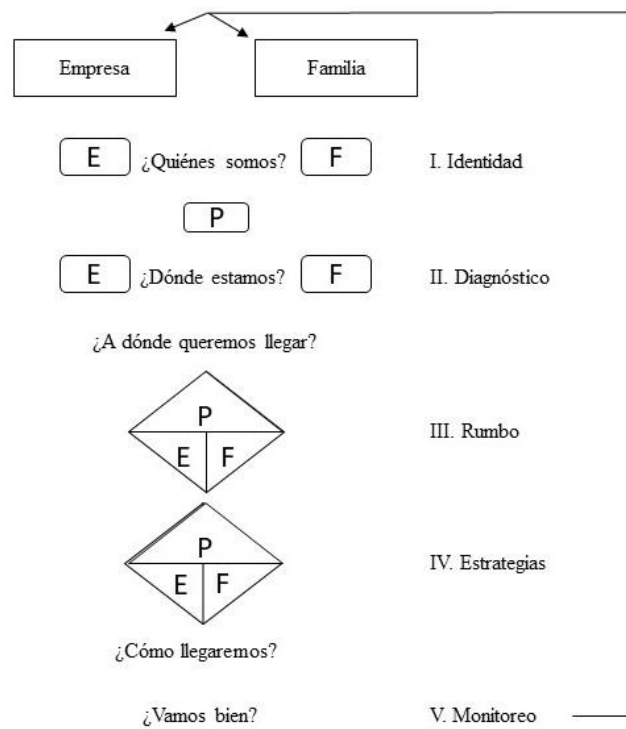 Empresa Familia
E ¿Quiénes somos? F I. Identidad
P
E ¿Dónde estamos? F II. Diagnóstico
¿A dónde queremos llegar?
P
E F III. Rumbo
P
E F IV. Estrategias
¿Cómo llegaremos?
¿Vamos bien? V. Monitoreo